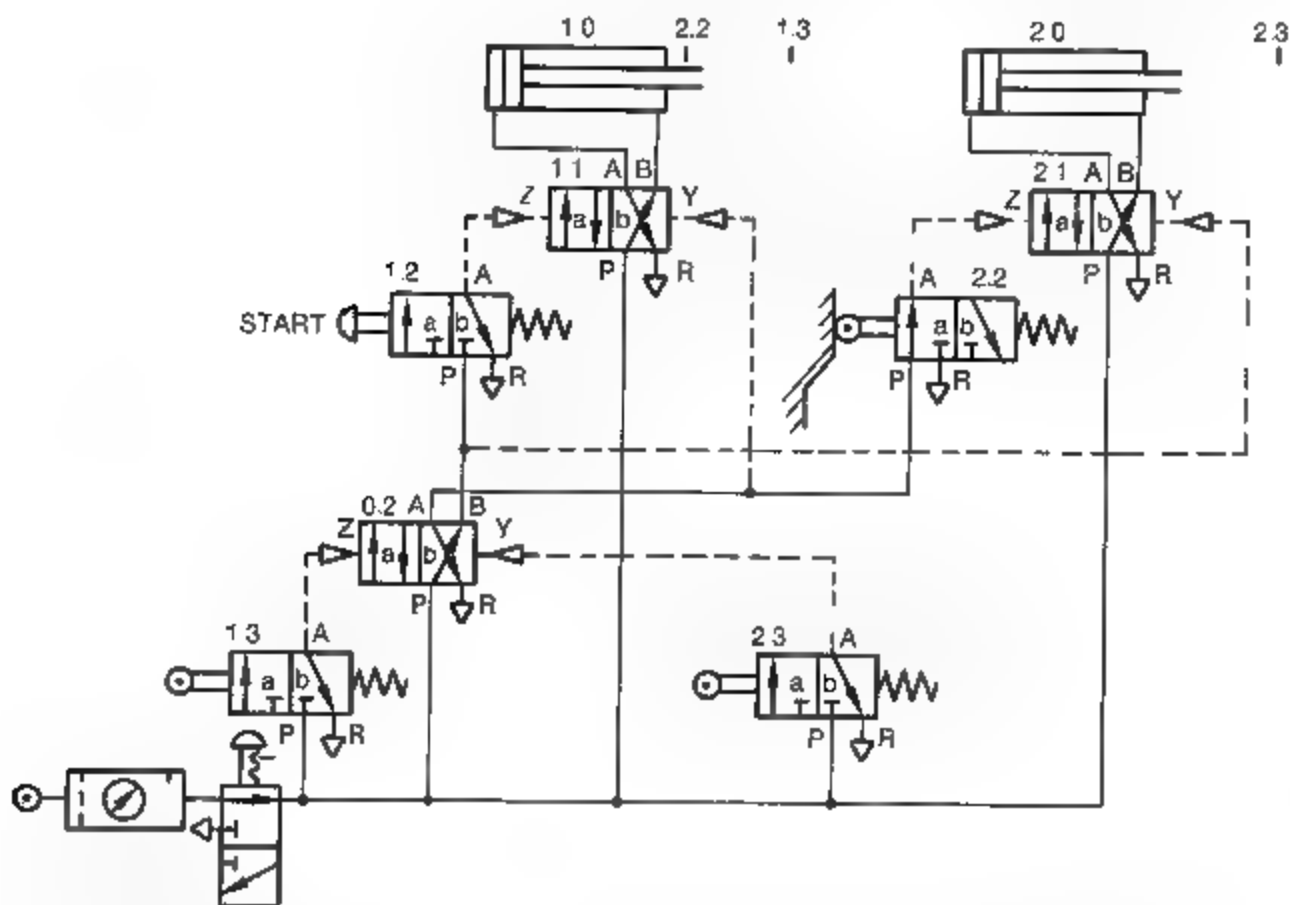 1 0 2.2 1.3 2 0 2.3
1 1 A B 2 1 A B
Z a b Y Z a b Y
P R P R
1.2 A A 2.2
START a b a b
P R P R
0.2 A B
Z a b Y
P R
1 3 A 2 3 A
a b a b
P R P R